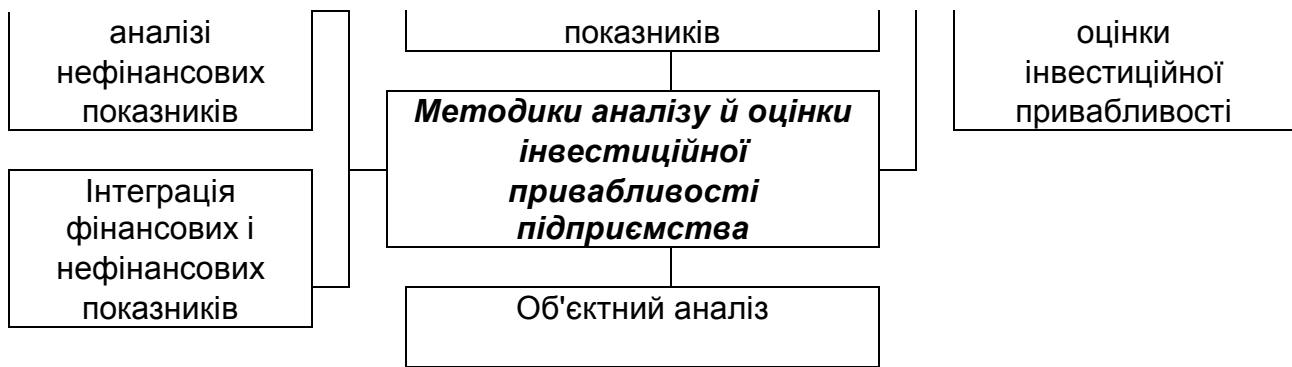 аналізі
нефінансових
показників
показників
оцінки
інвестиційної
привабливості
Методики аналізу й оцінки
інвестиційної
привабливості
підприємства
Інтеграція
фінансових і
нефінансових
показників
Об'єктний аналіз